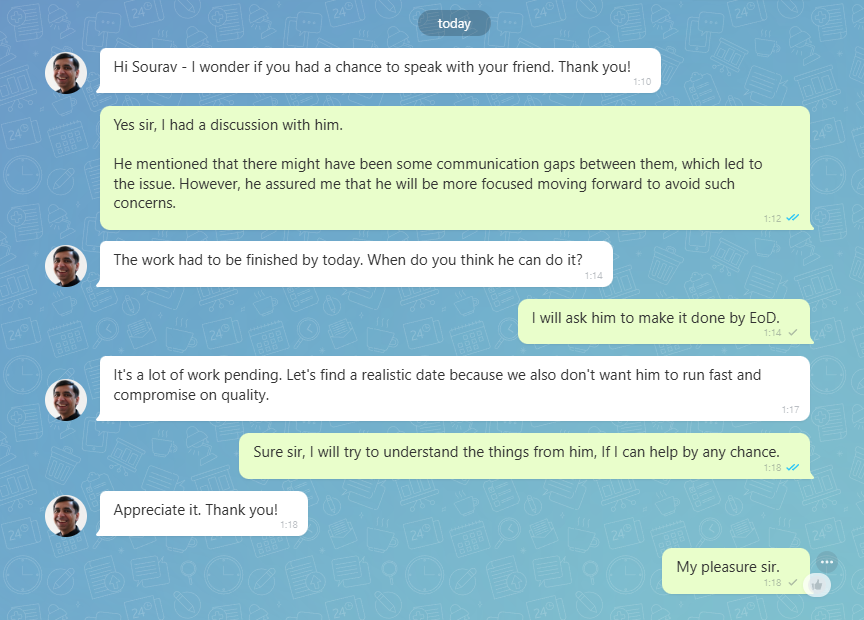 today
Hi Sourav - I wonder if you had a chance to speak with your friend. Thank you!
1:10
Yes sir, I had a discussion with him.
He mentioned that there might have been some communication gaps between them, which led to
the issue. However, he assured me that he will be more focused moving forward to avoid such
concerns.
1:12
The work had to be finished by today. When do you think he can do it?
1:14
I will ask him to make it done by EoD.
1:14
It's a lot of work pending. Let's find a realistic date because we also don't want him to run fast and
compromise on quality.
1:17
Sure sir, I will try to understand the things from him, If I can help by any chance.
1:18
Appreciate it. Thank you!
1:18
My pleasure sir.
1:18